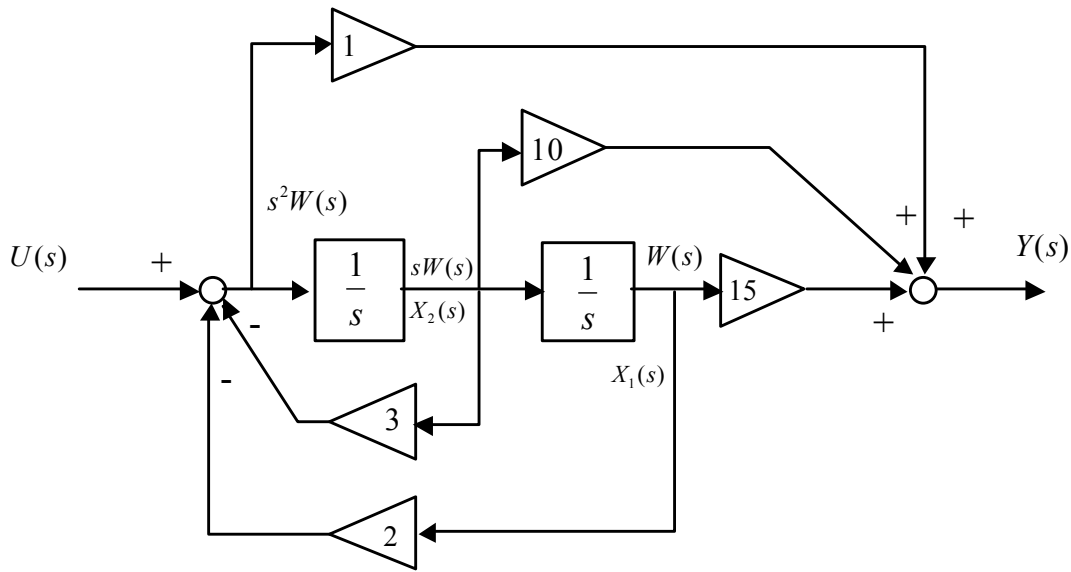 1
10
s²W(s)
U(s)
+
+
+
Y(s)
1/s
sW(s)
X₂(s)
1/s
W(s)
15
+
-
X₁(s)
-
3
2